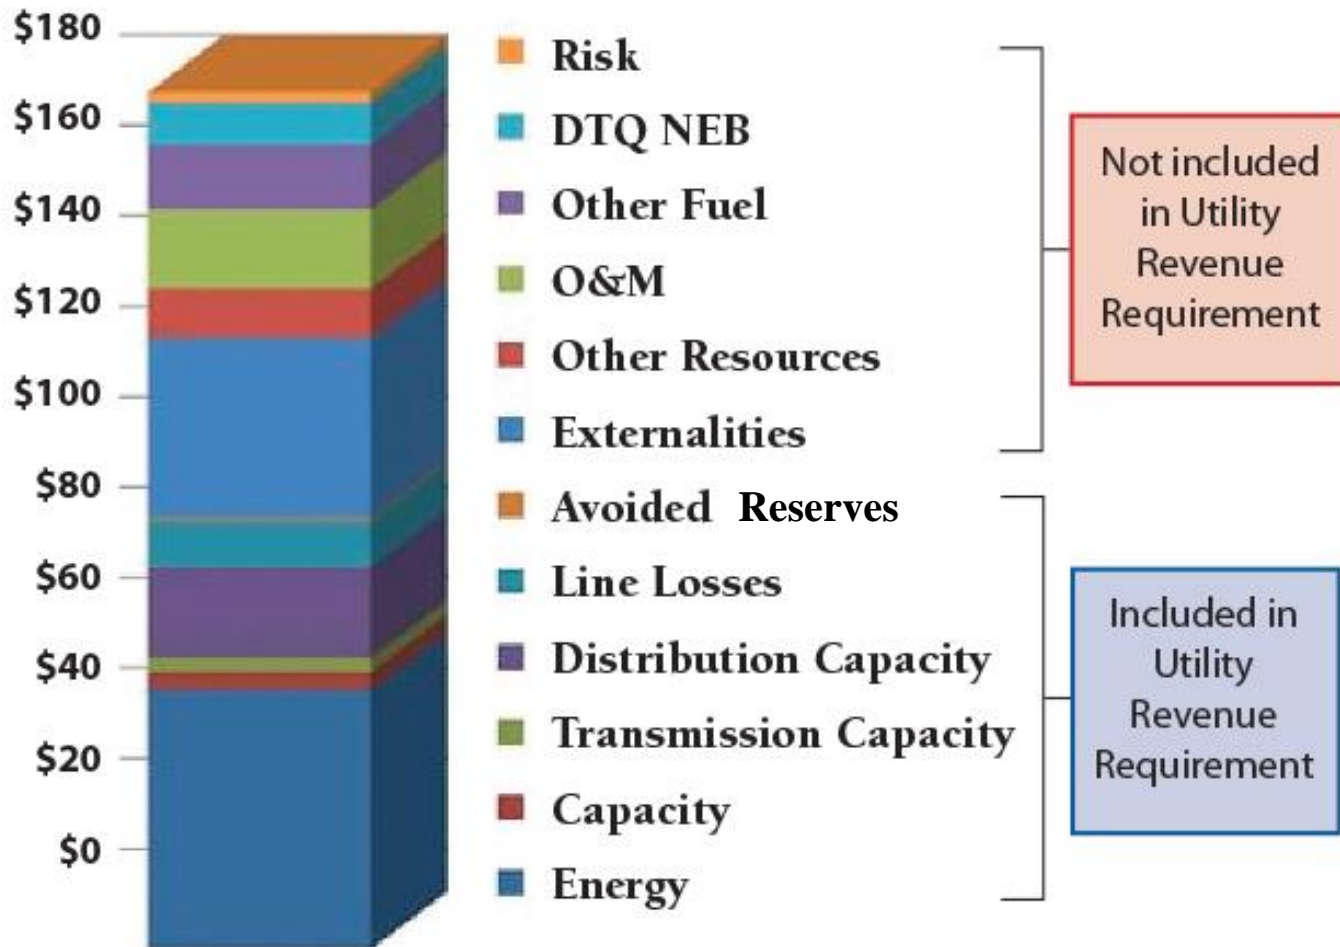 $180
$160
$140
$120
$100
$80
$60
$40
$20
$0
Risk
DTQ NEB
Other Fuel
O&M
Other Resources
Externalities
Avoided Reserves
Line Losses
Distribution Capacity
Transmission Capacity
Capacity
Energy
Not included
in Utility
Revenue
Requirement
Included in
Utility
Revenue
Requirement